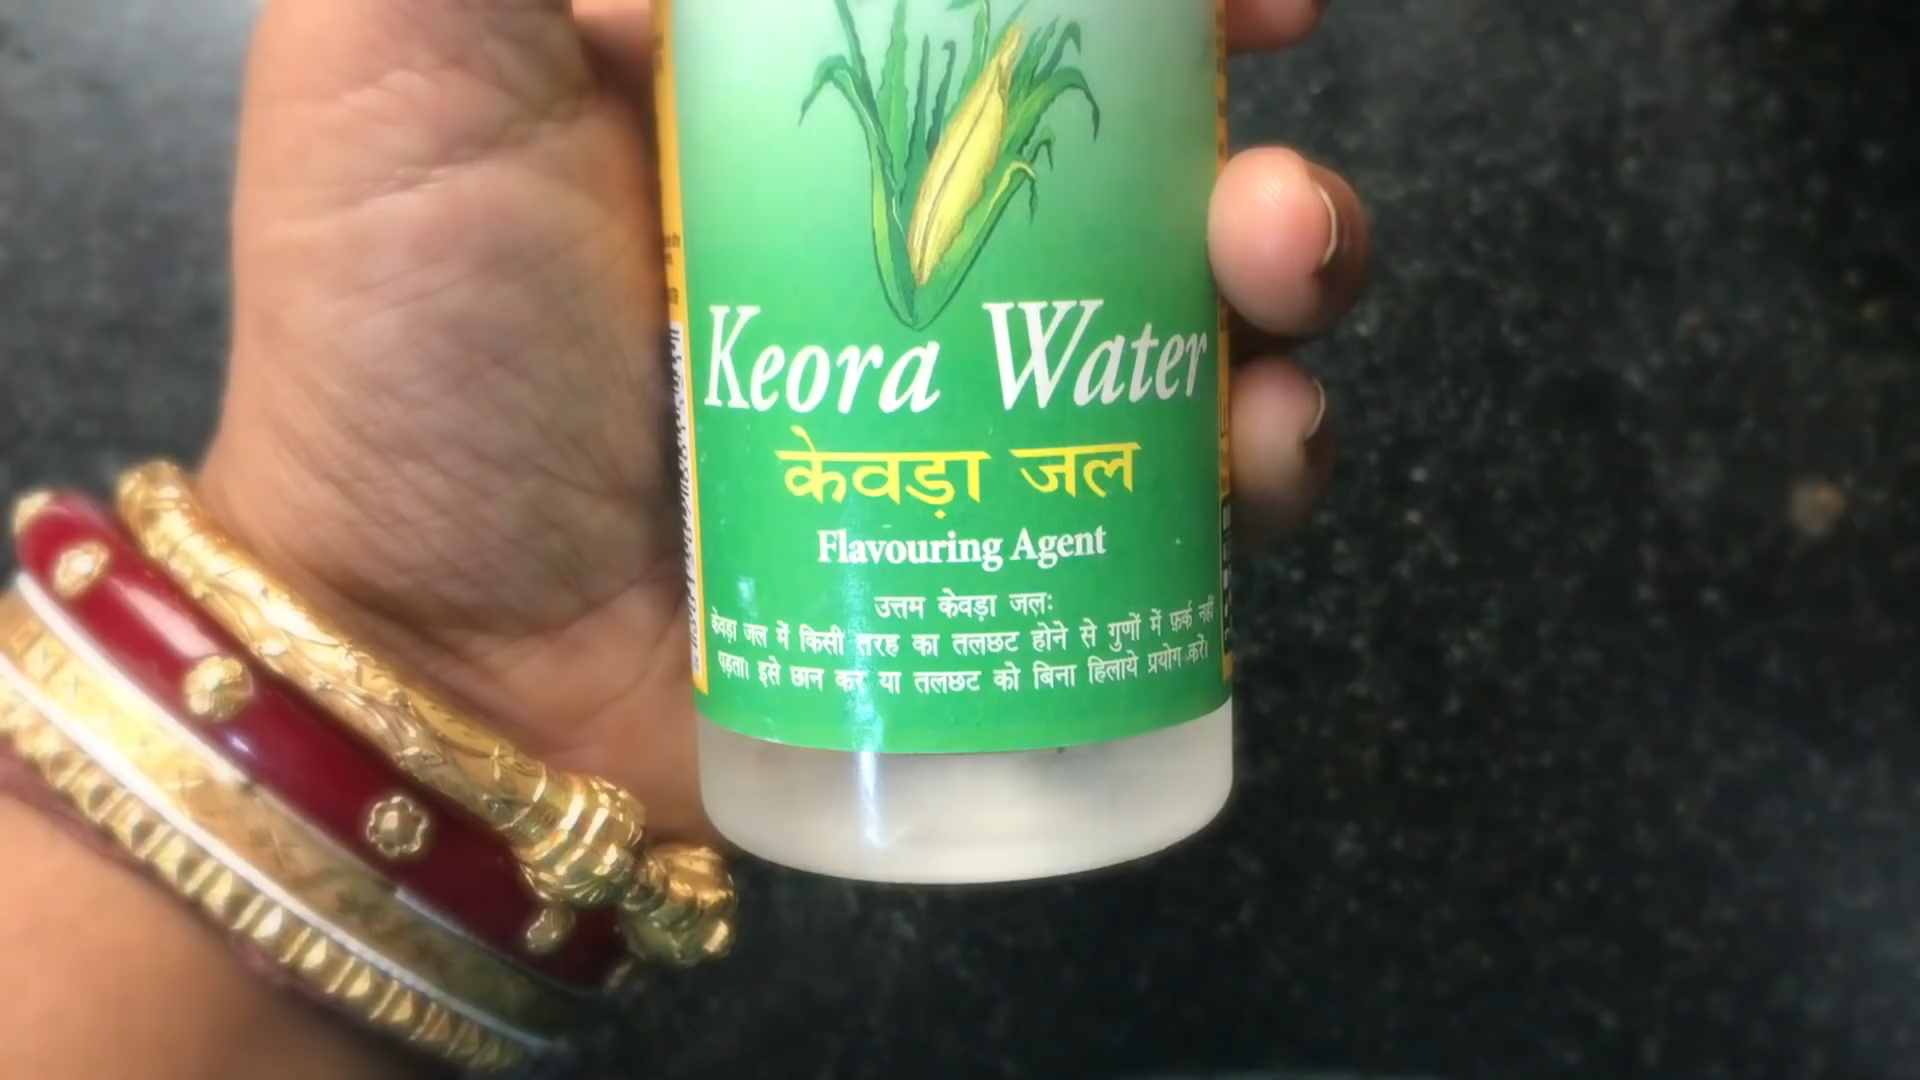 Keora Water
केवड़ा जल
Flavouring Agent
उत्तम केवड़ा जलः
केवड़ा जल में किसी तरह का तलछट होने से गुणों में फ़र्क नहीं
पड़ता। इसे छान कर या तलछट को बिना हिलाये प्रयोग करें।